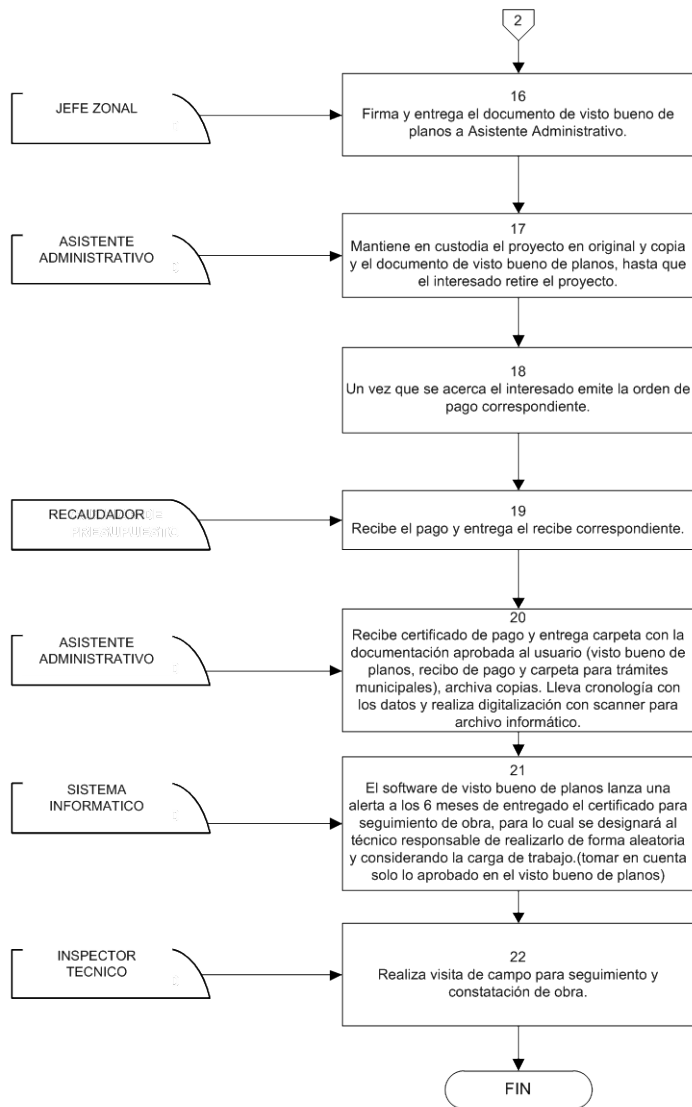 2
JEFE ZONAL
16
Firma y entrega el documento de visto bueno de
planos a Asistente Administrativo.
ASISTENTE
ADMINISTRATIVO
17
Mantiene en custodia el proyecto en original y copia
y el documento de visto bueno de planos, hasta que
el interesado retire el proyecto.
18
Un vez que se acerca el interesado emite la orden de
pago correspondiente.
RECAUDADOR
PRESUPUESTO
19
Recibe el pago y entrega el recibe correspondiente.
ASISTENTE
ADMINISTRATIVO
20
Recibe certificado de pago y entrega carpeta con la
documentación aprobada al usuario (visto bueno de
planos, recibo de pago y carpeta para trámites
municipales), archiva copias. Lleva cronología con
los datos y realiza digitalización con scanner para
archivo informático.
SISTEMA
INFORMATICO
21
El software de visto bueno de planos lanza una
alerta a los 6 meses de entregado el certificado para
seguimiento de obra, para lo cual se designará al
técnico responsable de realizarlo de forma aleatoria
y considerando la carga de trabajo.(tomar en cuenta
solo lo aprobado en el visto bueno de planos)
INSPECTOR
TECNICO
22
Realiza visita de campo para seguimiento y
constatación de obra.
FIN